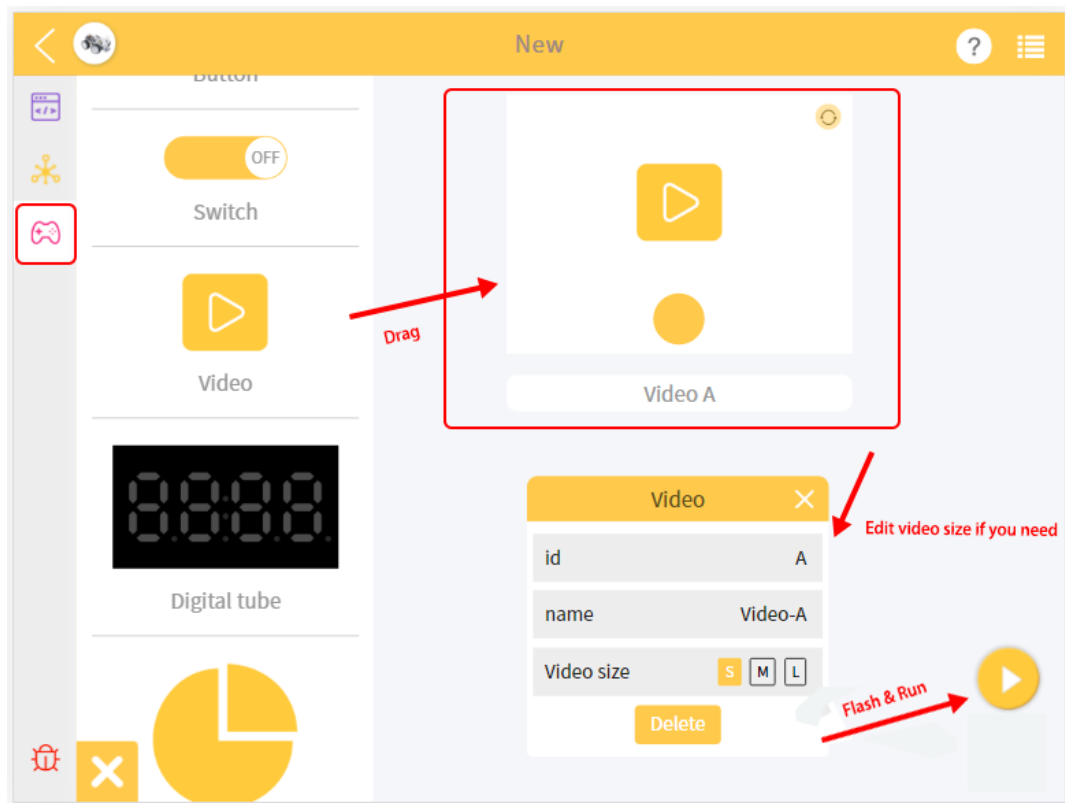 New
?
Button
OFF
Switch
Video
Drag
Video A
Digital tube
Video
Edit video size if you need
id A
name Video-A
Video size S M L
Delete
Flash & Run